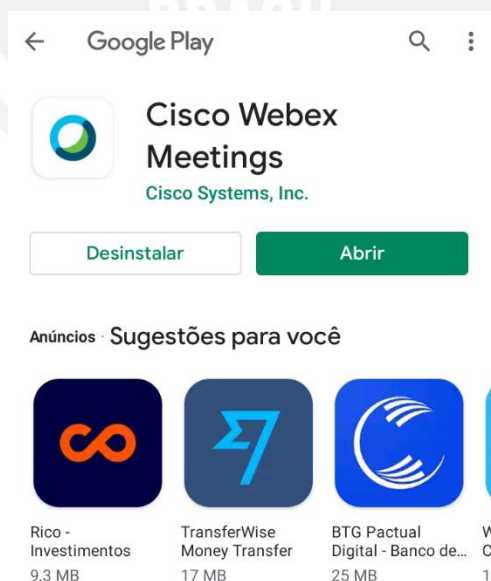 BRASIL
Google Play
Cisco Webex
Meetings
Cisco Systems, Inc.
Desinstalar
Abrir
Anúncios · Sugestões para você
Rico -
Investimentos
9.3 MB
TransferWise
Money Transfer
17 MB
BTG Pactual
Digital - Banco de...
25 MB